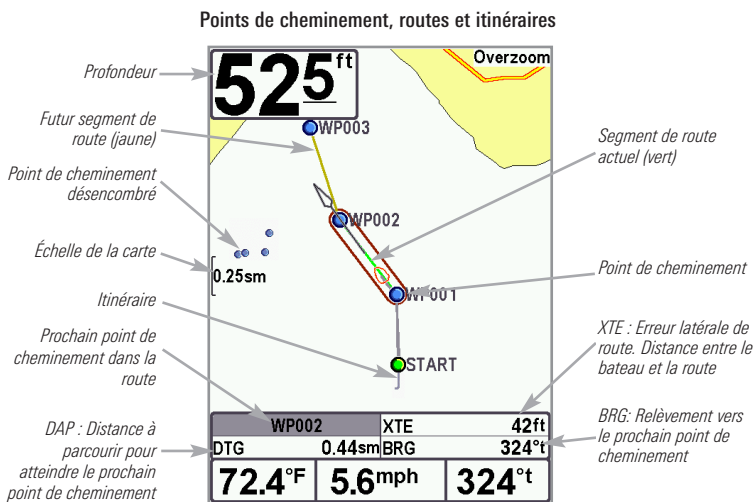 Points de cheminement, routes et itinéraires
Profondeur
Futur segment de
route (jaune)
Point de cheminement
désencombré
Échelle de la carte
Itinéraire
Prochain point de
cheminement dans la
route
DAP : Distance à
parcourir pour
atteindre le prochain
point de cheminement
525 ft
Overzoom
WP003
WP002
WP001
START
0.25sm
WP002
XTE 42ft
DTG 0.44sm
BRG 324°t
72.4°F
5.6mph
324°t
Segment de route
actuel (vert)
Point de cheminement
XTE : Erreur latérale de
route. Distance entre le
bateau et la route
BRG: Relèvement vers
le prochain point de
cheminement